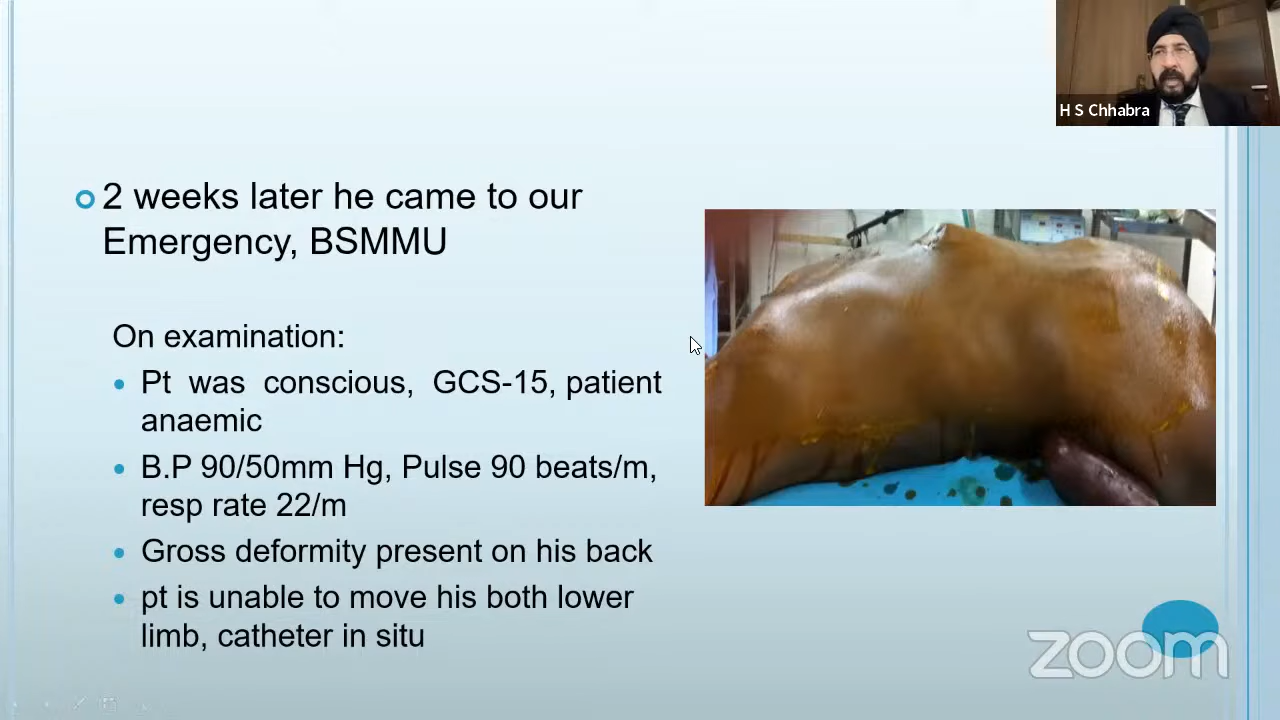 H S Chhabra
2 weeks later he came to our
Emergency, BSMMU
On examination:
Pt was conscious, GCS-15, patient
anaemic
B.P 90/50mm Hg, Pulse 90 beats/m,
resp rate 22/m
Gross deformity present on his back
pt is unable to move his both lower
limb, catheter in situ
zoom